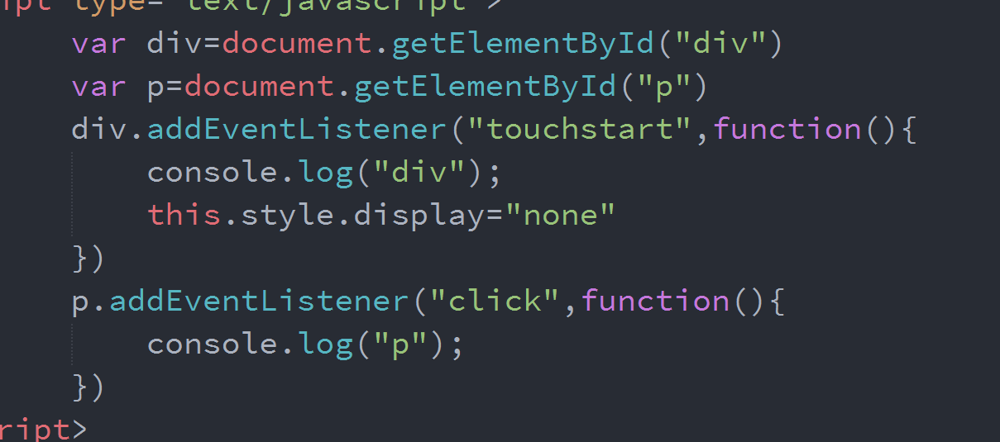 ipt type="text/javascript">
var div=document.getElementById("div")
var p=document.getElementById("p")
div.addEventListener("touchstart",function(){
console.log("div");
this.style.display="none"
})
p.addEventListener("click",function(){
console.log("p");
})
ript>